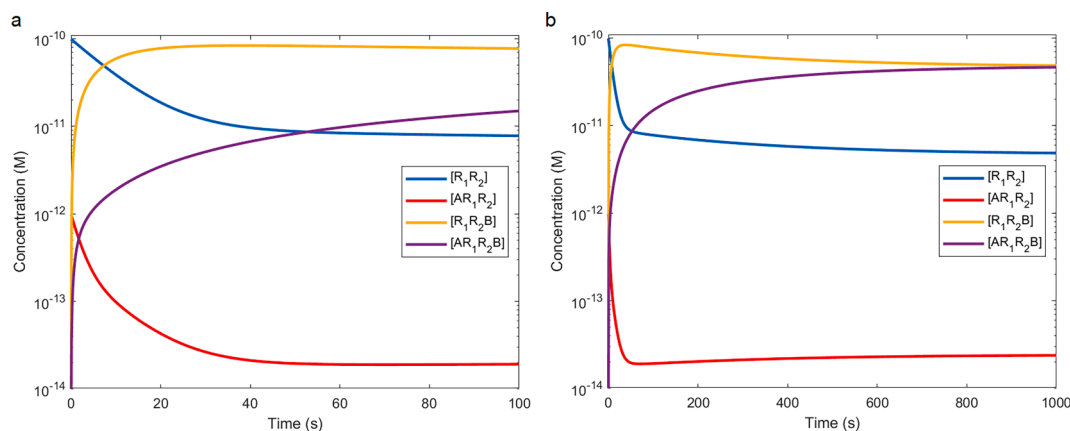 a
Concentration (M)
10⁻¹⁰
10⁻¹¹
10⁻¹²
10⁻¹³
10⁻¹⁴
0
20
40
60
80
100
Time (s)
[R₁R₂]
[AR₁R₂]
[R₁R₂B]
[AR₁R₂B]
b
Concentration (M)
10⁻¹⁰
10⁻¹¹
10⁻¹²
10⁻¹³
10⁻¹⁴
0
200
400
600
800
1000
Time (s)
[R₁R₂]
[AR₁R₂]
[R₁R₂B]
[AR₁R₂B]